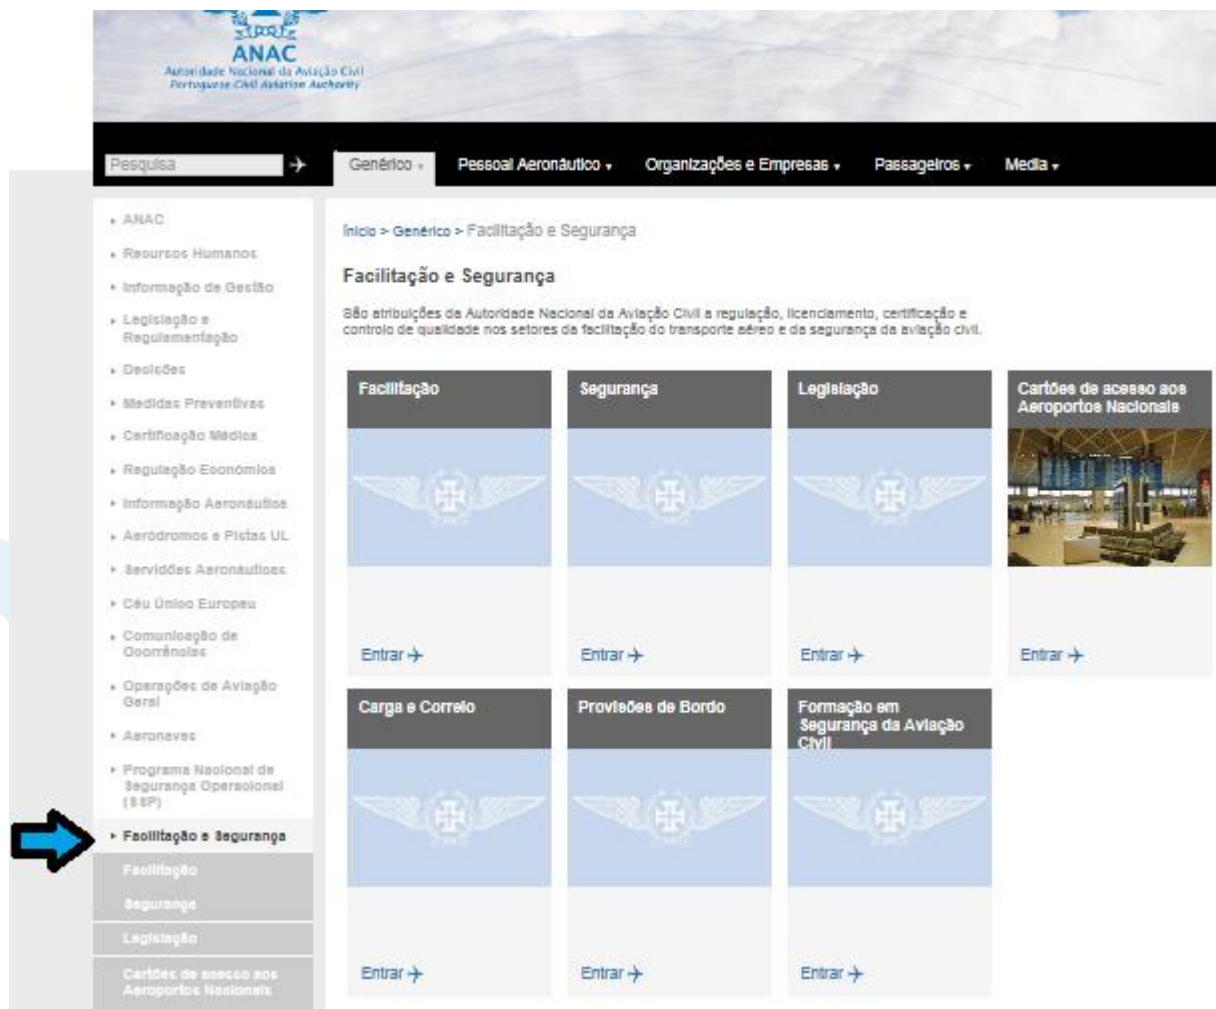 ANAC
Autoridade Nacional da Aviação Civil
Portuguese Civil Aviation Authority
Pesquisa
Genérico
Pessoal Aeronáutico
Organizações e Empresas
Passageiros
Media
ANAC
Recursos Humanos
Informação de Gestão
Legislação e
Regulamentação
Decisões
Medidas Preventivas
Certificação Médica
Regulação Económica
Informação Aeronáutica
Aeródromos e Pistas UL
Servidões Aeronáuticas
Céu Único Europeu
Comunicação de
Ocorrências
Operações de Aviação
Geral
Aeronaves
Programa Nacional de
Segurança Operacional
(SSP)
Facilitação e Segurança
Facilitação
Segurança
Legislação
Cartões de acesso aos
Aeroportos Nacionais
Início > Genérico > Facilitação e Segurança
Facilitação e Segurança
São atribuições da Autoridade Nacional da Aviação Civil a regulação, licenciamento, certificação e
controlo de qualidade nos setores da facilitação do transporte aéreo e da segurança da aviação civil.
Facilitação
Segurança
Legislação
Cartões de acesso aos
Aeroportos Nacionais
Entrar
Entrar
Entrar
Entrar
Carga e Correio
Provisões de Bordo
Formação em
Segurança da Aviação
Civil
Entrar
Entrar
Entrar